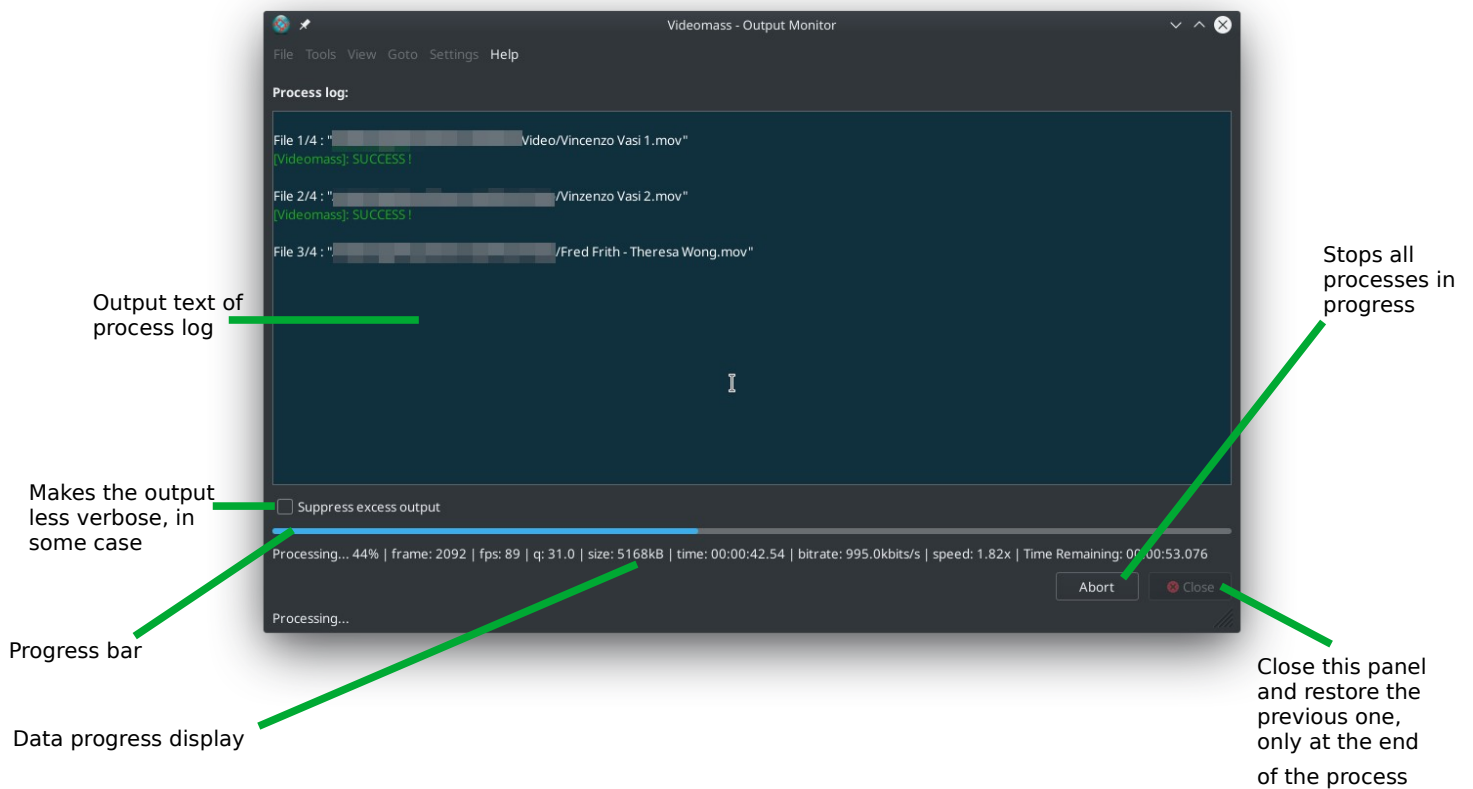 Videomass - Output Monitor
File Tools View Goto Settings Help
Process log:
File 1/4 : " Video/Vincenzo Vasi 1.mov"
[Videomass]: SUCCESS !
File 2/4 : " /Vinzenzo Vasi 2.mov"
[Videomass]: SUCCESS !
File 3/4 : " /Fred Frith - Theresa Wong.mov"
Stops all
processes in
progress
Output text of
process log
Makes the output
less verbose, in
some case
Suppress excess output
Processing... 44% | frame: 2092 | fps: 89 | q: 31.0 | size: 5168kB | time: 00:00:42.54 | bitrate: 995.0kbits/s | speed: 1.82x | Time Remaining: 00:00:53.076
Abort
Close
Processing...
Progress bar
Data progress display
Close this panel
and restore the
previous one,
only at the end
of the process